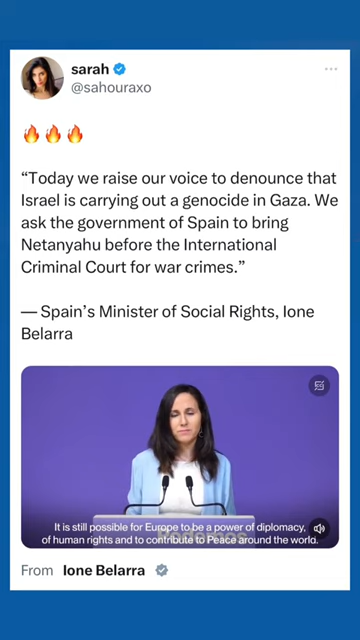 sarah
@sahouraxo
🔥🔥🔥
“Today we raise our voice to denounce that
Israel is carrying out a genocide in Gaza. We
ask the government of Spain to bring
Netanyahu before the International
Criminal Court for war crimes.”
— Spain’s Minister of Social Rights, Ione
Belarra
Podemos
It is still possible for Europe to be a power of diplomacy,
of human rights and to contribute to Peace around the world.
From Ione Belarra